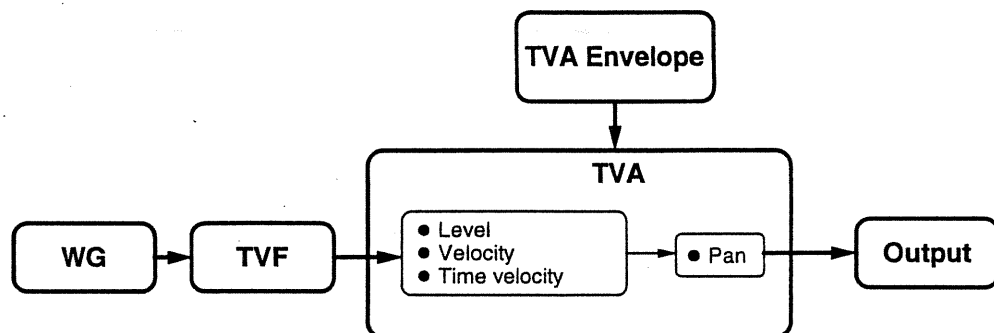 TVA Envelope
TVA
WG
TVF
● Level
● Velocity
● Time velocity
● Pan
Output